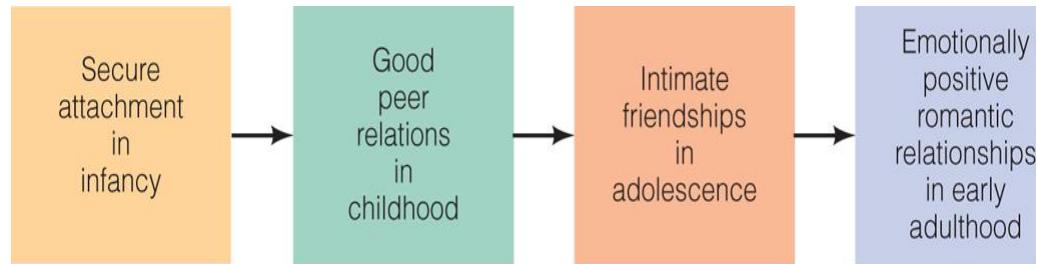 Secure
attachment
in
infancy
Good
peer
relations
in
childhood
Intimate
friendships
in
adolescence
Emotionally
positive
romantic
relationships
in early
adulthood